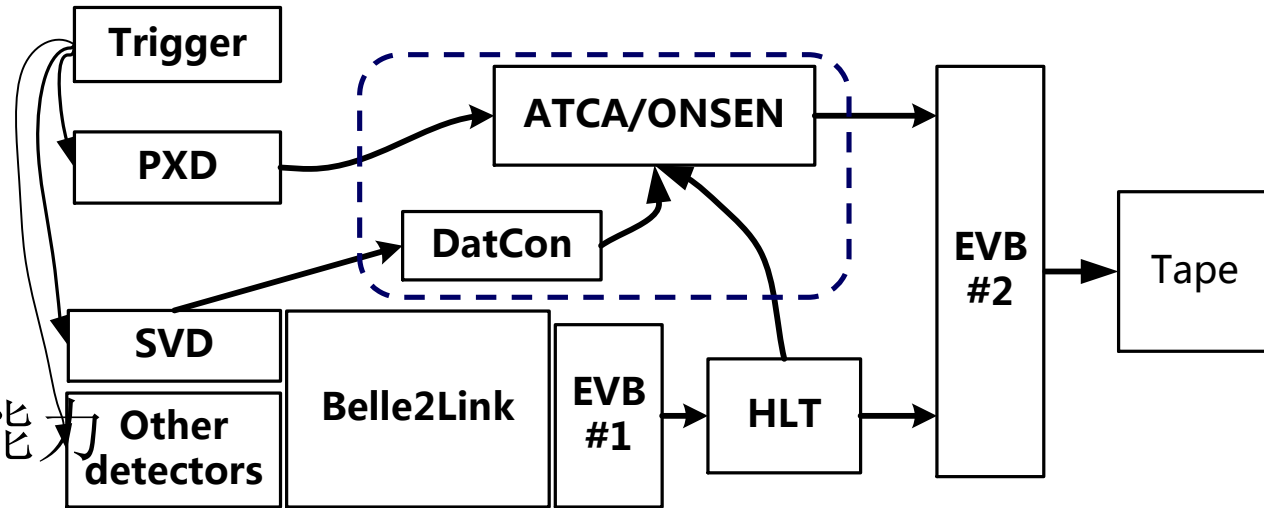 Trigger
ATCA/ONSEN
PXD
DatCon
EVB
#2
Tape
SVD
Belle2Link
EVB
#1
HLT
能力
Other
detectors